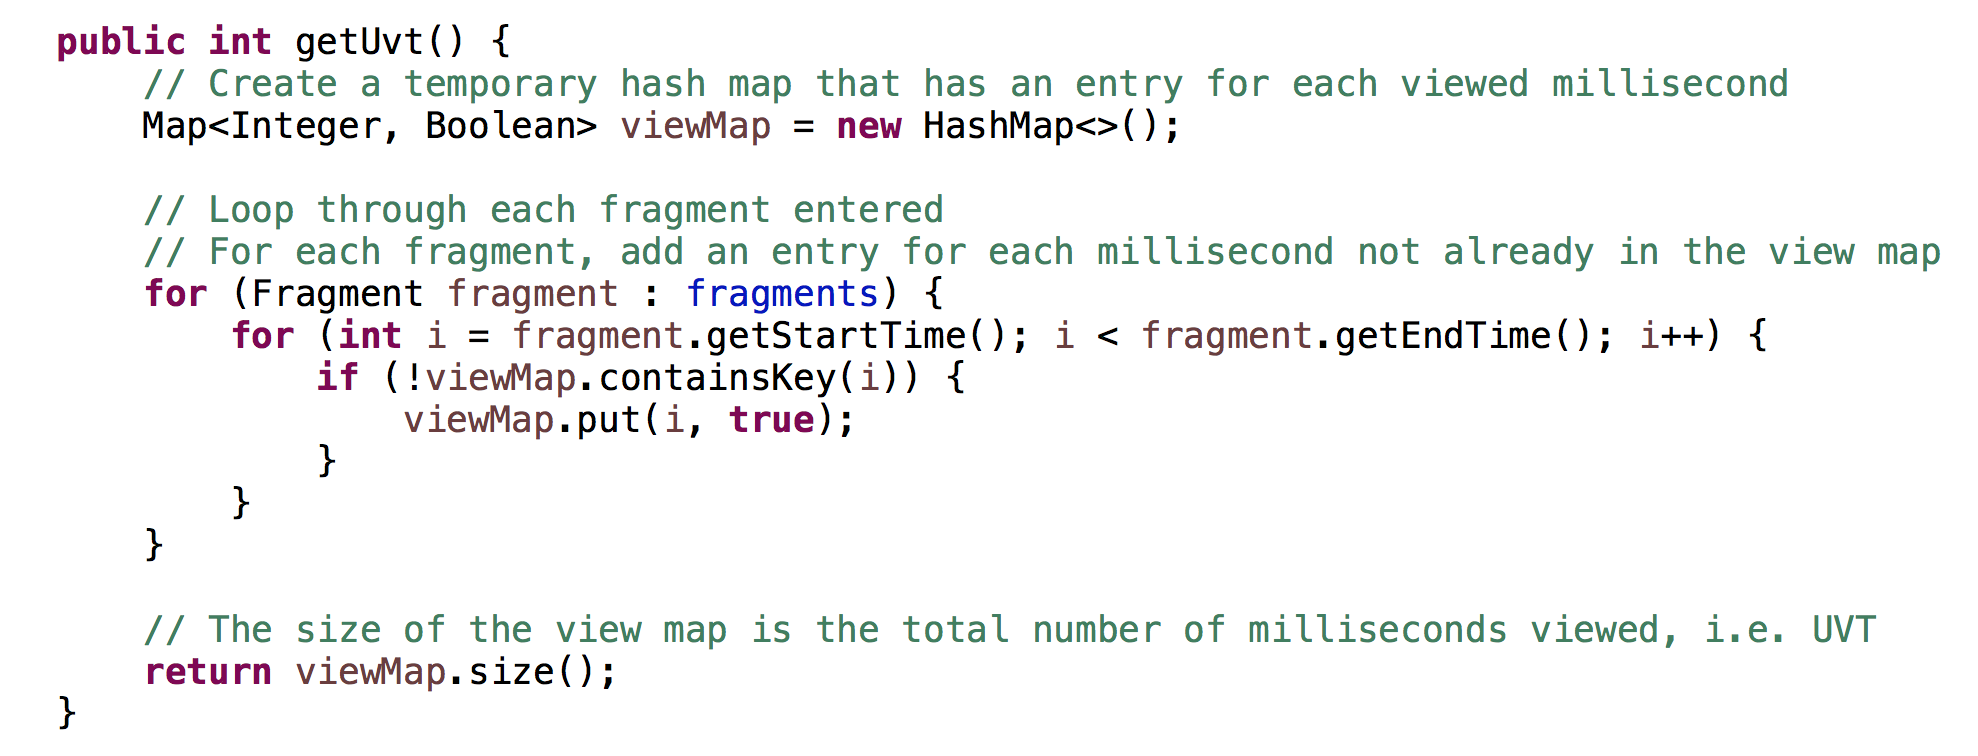 public int getUvt() {
    // Create a temporary hash map that has an entry for each viewed millisecond
    Map<Integer, Boolean> viewMap = new HashMap<>();

    // Loop through each fragment entered
    // For each fragment, add an entry for each millisecond not already in the view map
    for (Fragment fragment : fragments) {
        for (int i = fragment.getStartTime(); i < fragment.getEndTime(); i++) {
            if (!viewMap.containsKey(i)) {
                viewMap.put(i, true);
            }
        }
    }

    // The size of the view map is the total number of milliseconds viewed, i.e. UVT
    return viewMap.size();
}